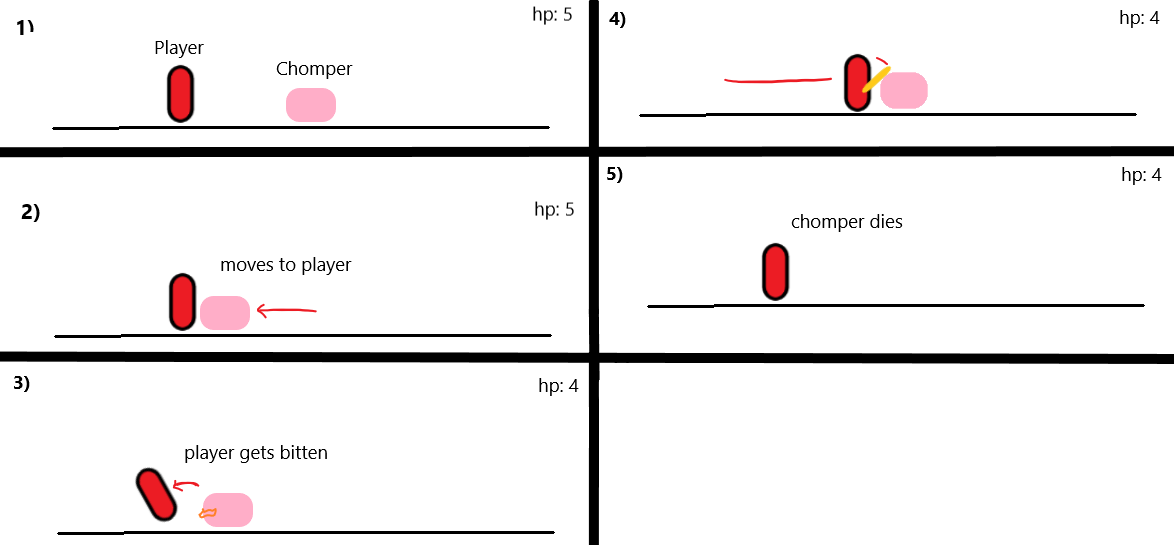 1)
hp: 5
Player
Chomper
2)
hp: 5
moves to player
3)
hp: 4
player gets bitten
4)
hp: 4
5)
hp: 4
chomper dies